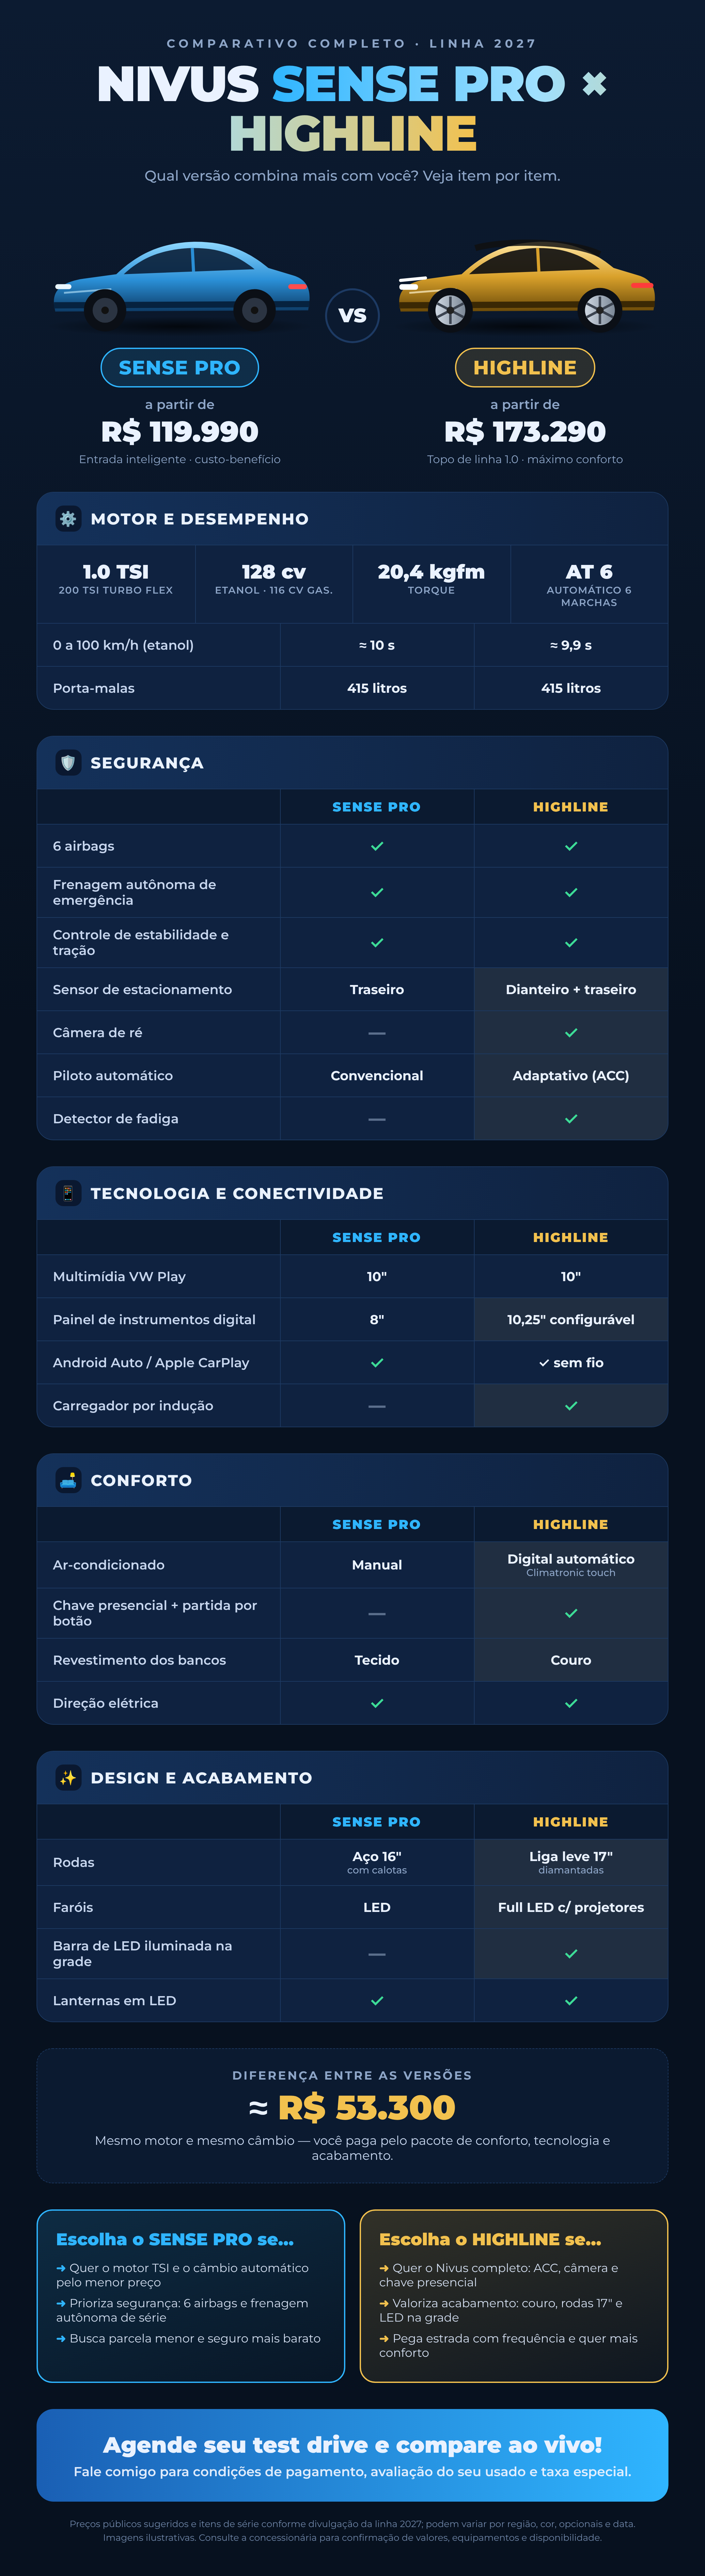 COMPARATIVO COMPLETO · LINHA 2027
NIVUS SENSE PRO ×
HIGHLINE
Qual versão combina mais com você? Veja item por item.
VS
SENSE PRO
HIGHLINE
a partir de
a partir de
R$ 119.990
R$ 173.290
Entrada inteligente · custo-benefício
Topo de linha 1.0 · máximo conforto
MOTOR E DESEMPENHO
1.0 TSI
128 cv
20,4 kgfm
AT 6
200 TSI TURBO FLEX
ETANOL · 116 CV GAS.
TORQUE
AUTOMÁTICO 6
MARCHAS
0 a 100 km/h (etanol)
≈ 10 s
≈ 9,9 s
Porta-malas
415 litros
415 litros
SEGURANÇA
SENSE PRO
HIGHLINE
6 airbags
✓
✓
Frenagem autônoma de
emergência
✓
✓
Controle de estabilidade e
tração
✓
✓
Sensor de estacionamento
Traseiro
Dianteiro + traseiro
Câmera de ré
—
✓
Piloto automático
Convencional
Adaptativo (ACC)
Detector de fadiga
—
✓
TECNOLOGIA E CONECTIVIDADE
SENSE PRO
HIGHLINE
Multimídia VW Play
10"
10"
Painel de instrumentos digital
8"
10,25" configurável
Android Auto / Apple CarPlay
✓
✓ sem fio
Carregador por indução
—
✓
CONFORTO
SENSE PRO
HIGHLINE
Ar-condicionado
Manual
Digital automático
Climatronic touch
Chave presencial + partida por
botão
—
✓
Revestimento dos bancos
Tecido
Couro
Direção elétrica
✓
✓
DESIGN E ACABAMENTO
SENSE PRO
HIGHLINE
Rodas
Aço 16"
com calotas
Liga leve 17"
diamantadas
Faróis
LED
Full LED c/ projetores
Barra de LED iluminada na
grade
—
✓
Lanternas em LED
✓
✓
DIFERENÇA ENTRE AS VERSÕES
≈ R$ 53.300
Mesmo motor e mesmo câmbio — você paga pelo pacote de conforto, tecnologia e
acabamento.
Escolha o SENSE PRO se...
➜ Quer o motor TSI e o câmbio automático
pelo menor preço
➜ Prioriza segurança: 6 airbags e frenagem
autônoma de série
➜ Busca parcela menor e seguro mais barato
Escolha o HIGHLINE se...
➜ Quer o Nivus completo: ACC, câmera e
chave presencial
➜ Valoriza acabamento: couro, rodas 17" e
LED na grade
➜ Pega estrada com frequência e quer mais
conforto
Agende seu test drive e compare ao vivo!
Fale comigo para condições de pagamento, avaliação do seu usado e taxa especial.
Preços públicos sugeridos e itens de série conforme divulgação da linha 2027; podem variar por região, cor, opcionais e data.
Imagens ilustrativas. Consulte a concessionária para confirmação de valores, equipamentos e disponibilidade.